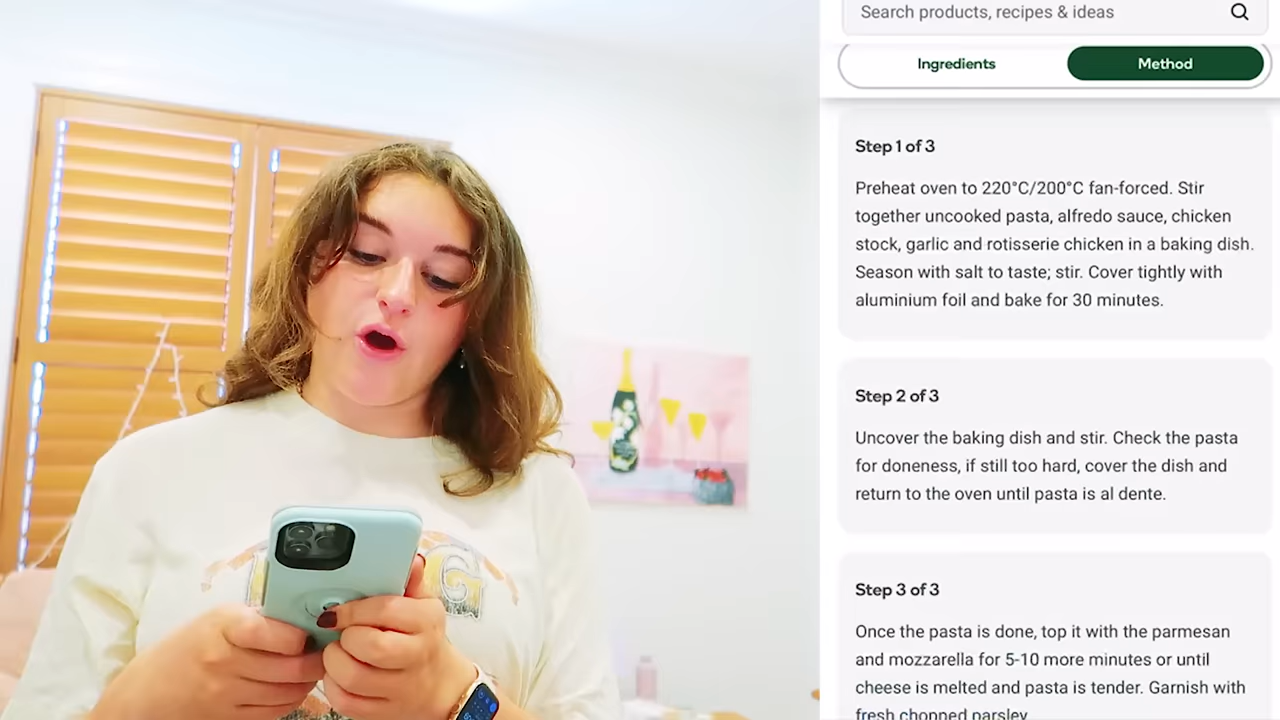 Search products, recipes & ideas
Ingredients
Method
Step 1 of 3
Preheat oven to 220°C/200°C fan-forced. Stir
together uncooked pasta, alfredo sauce, chicken
stock, garlic and rotisserie chicken in a baking dish.
Season with salt to taste; stir. Cover tightly with
aluminium foil and bake for 30 minutes.
Step 2 of 3
Uncover the baking dish and stir. Check the pasta
for doneness, if still too hard, cover the dish and
return to the oven until pasta is al dente.
Step 3 of 3
Once the pasta is done, top it with the parmesan
and mozzarella for 5-10 more minutes or until
cheese is melted and pasta is tender. Garnish with
fresh chopped parsley